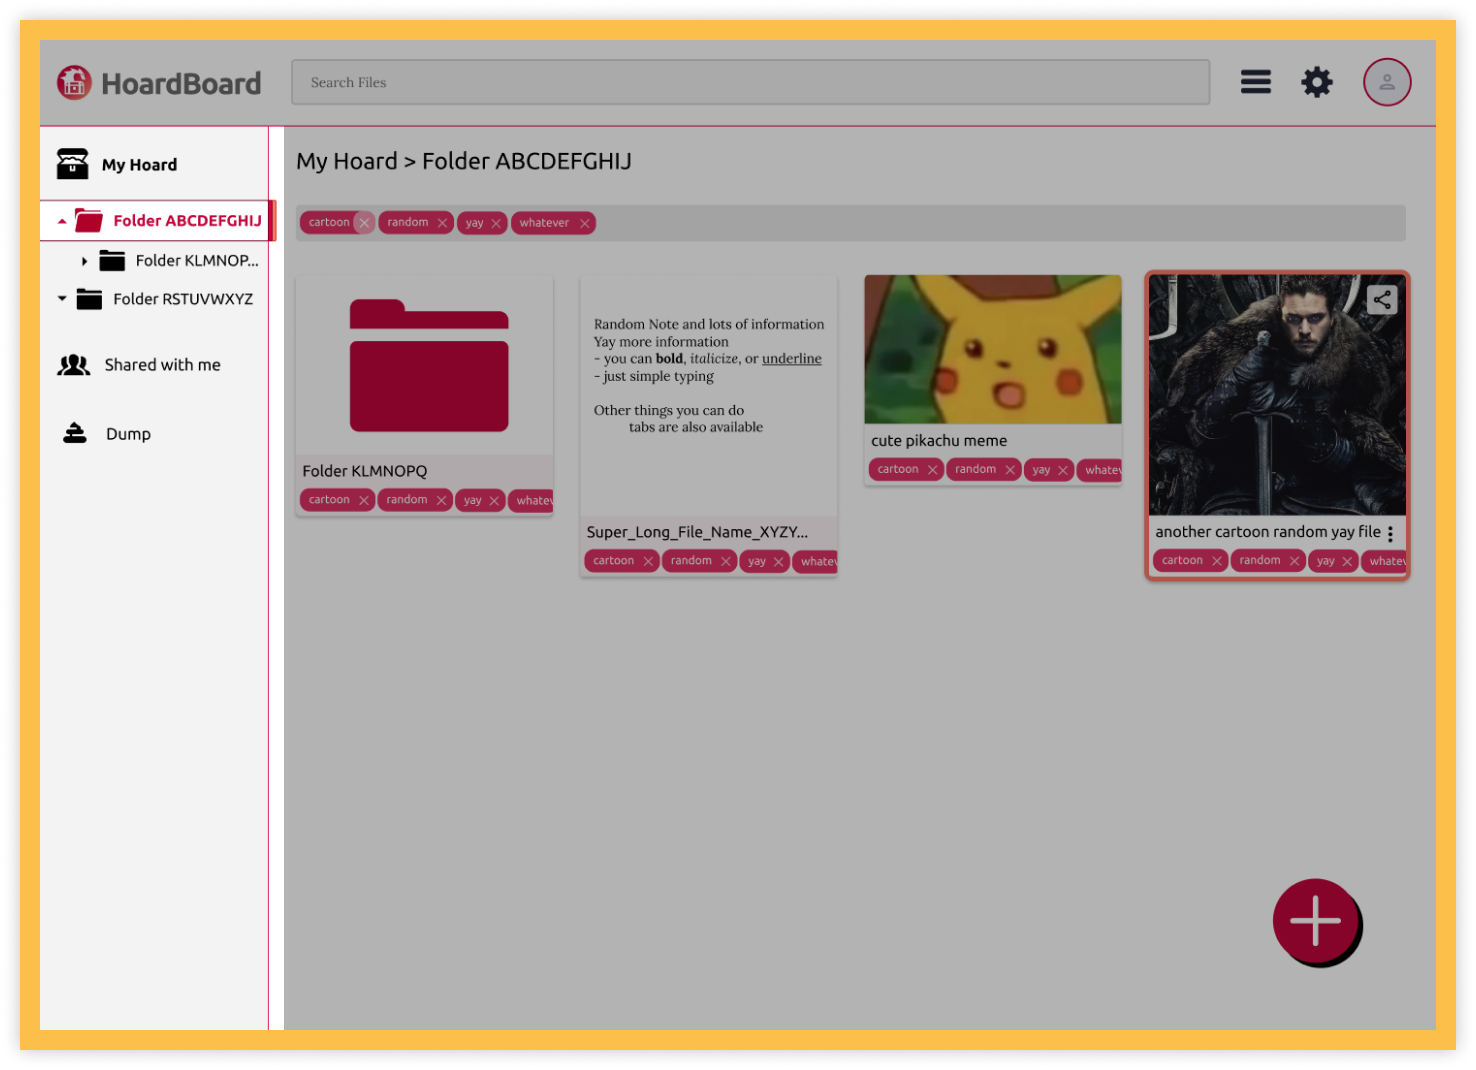 HoardBoard
Search Files
My Hoard
Folder ABCDEFGHIJ
Folder KLMNOP...
Folder RSTUVWXYZ
Shared with me
Dump
My Hoard > Folder ABCDEFGHIJ
cartoon random yay whatever
Folder KLMNOPQ
cartoon random yay whatev
Random Note and lots of information
Yay more information
- you can bold, italicize, or underline
- just simple typing
Other things you can do
tabs are also available
Super_Long_File_Name_XYZY...
cartoon random yay whatev
cute pikachu meme
cartoon random yay whatev
another cartoon random yay file
cartoon random yay whatev